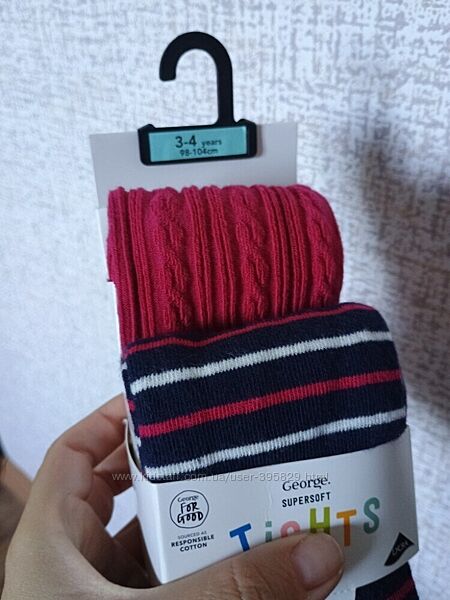 3-4 years
98-104cm
George.
SUPERSOFT
TIGHTS
George
FOR
GOOD
SOURCED AS
RESPONSIBLE
COTTON